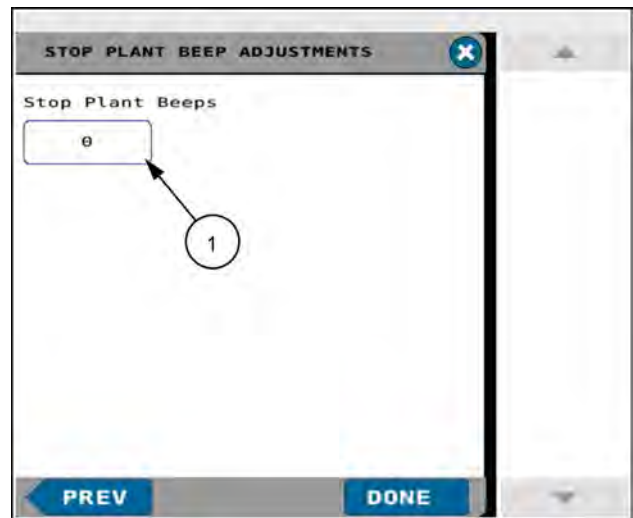 STOP PLANT BEEP ADJUSTMENTS
Stop Plant Beeps
0
1
PREV
DONE